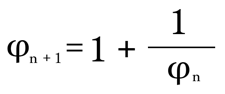 φₙ₊₁ = 1 + 1/φₙ